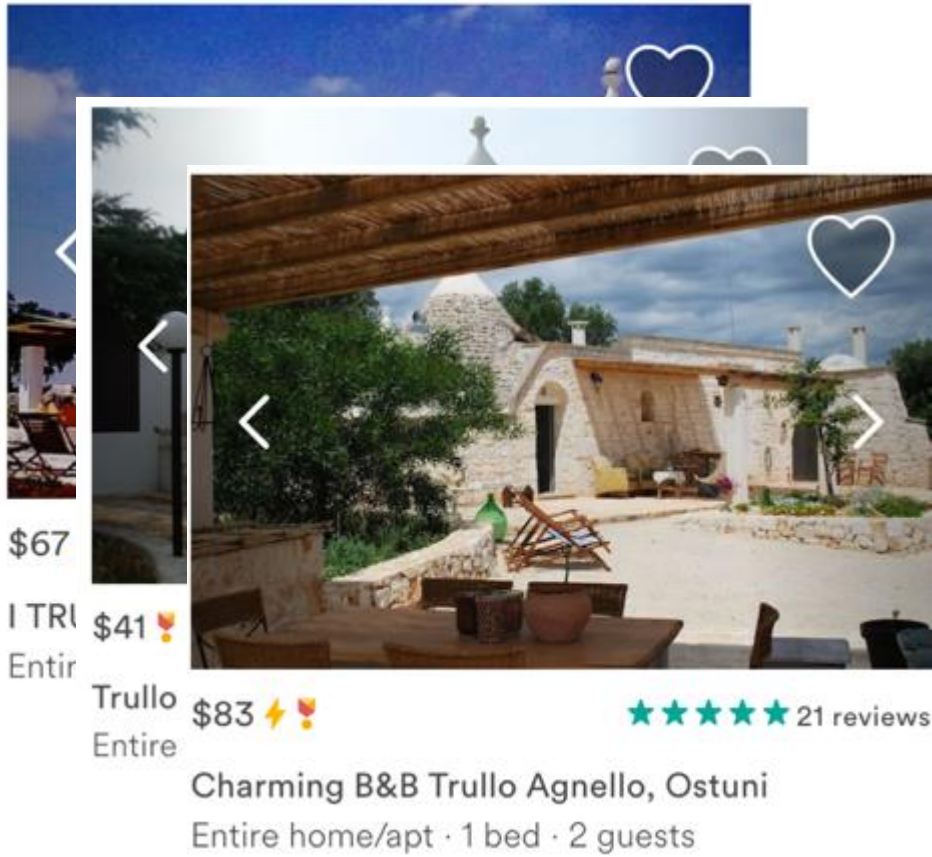 $67
I TRU
Entir
$41
Trullo
Entire
$83
21 reviews
Charming B&B Trullo Agnello, Ostuni
Entire home/apt · 1 bed · 2 guests